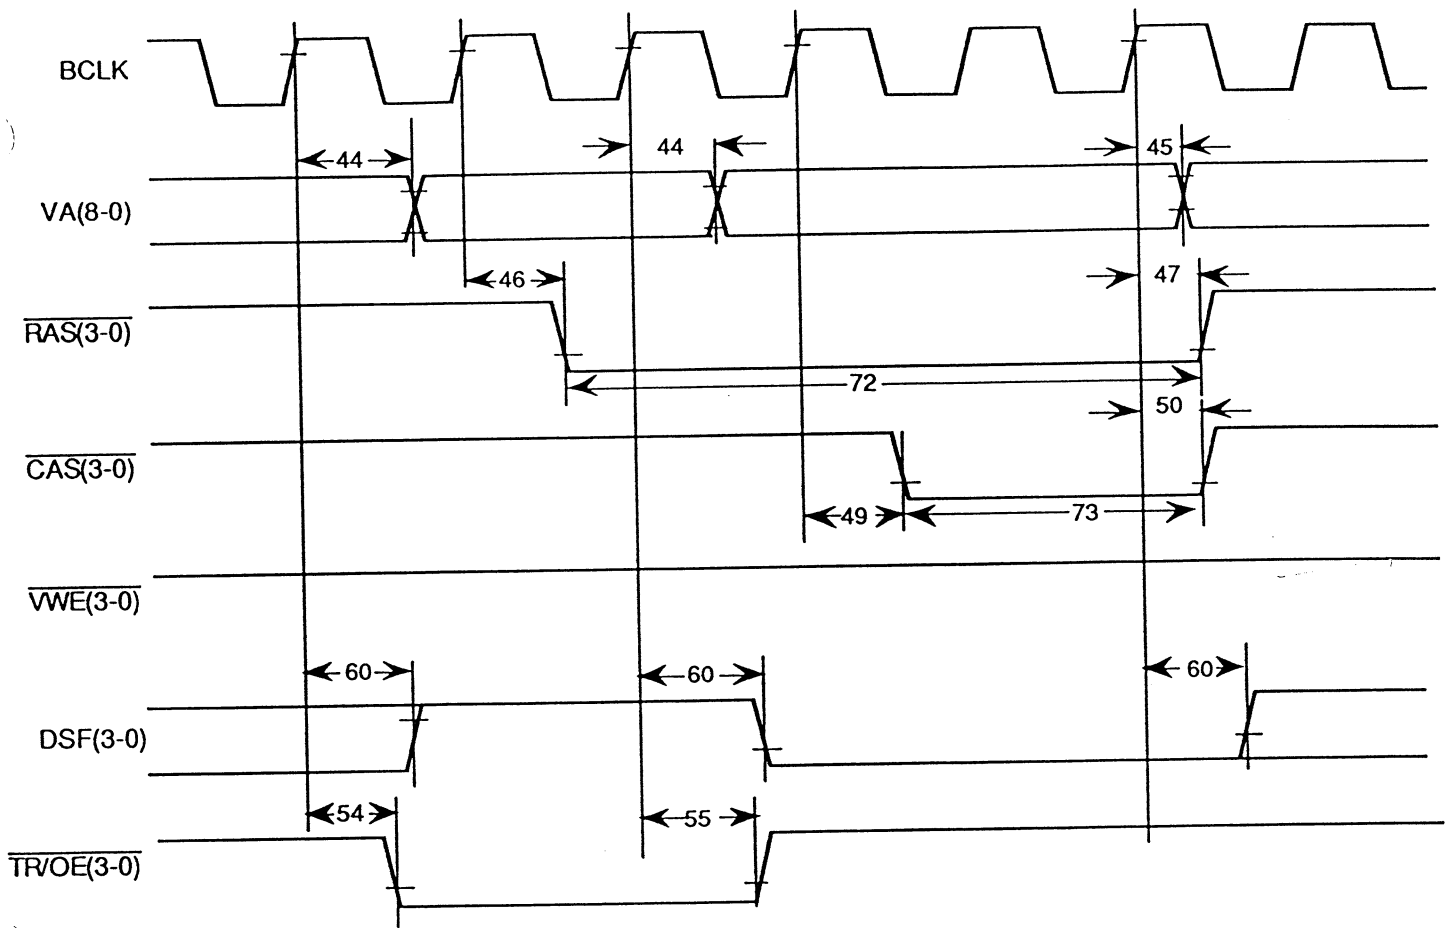 BCLK
44
44
45
VA(8-0)
46
47
RAS(3-0)
72
50
CAS(3-0)
49
73
VWE(3-0)
60
60
60
DSF(3-0)
54
55
TR/OE(3-0)